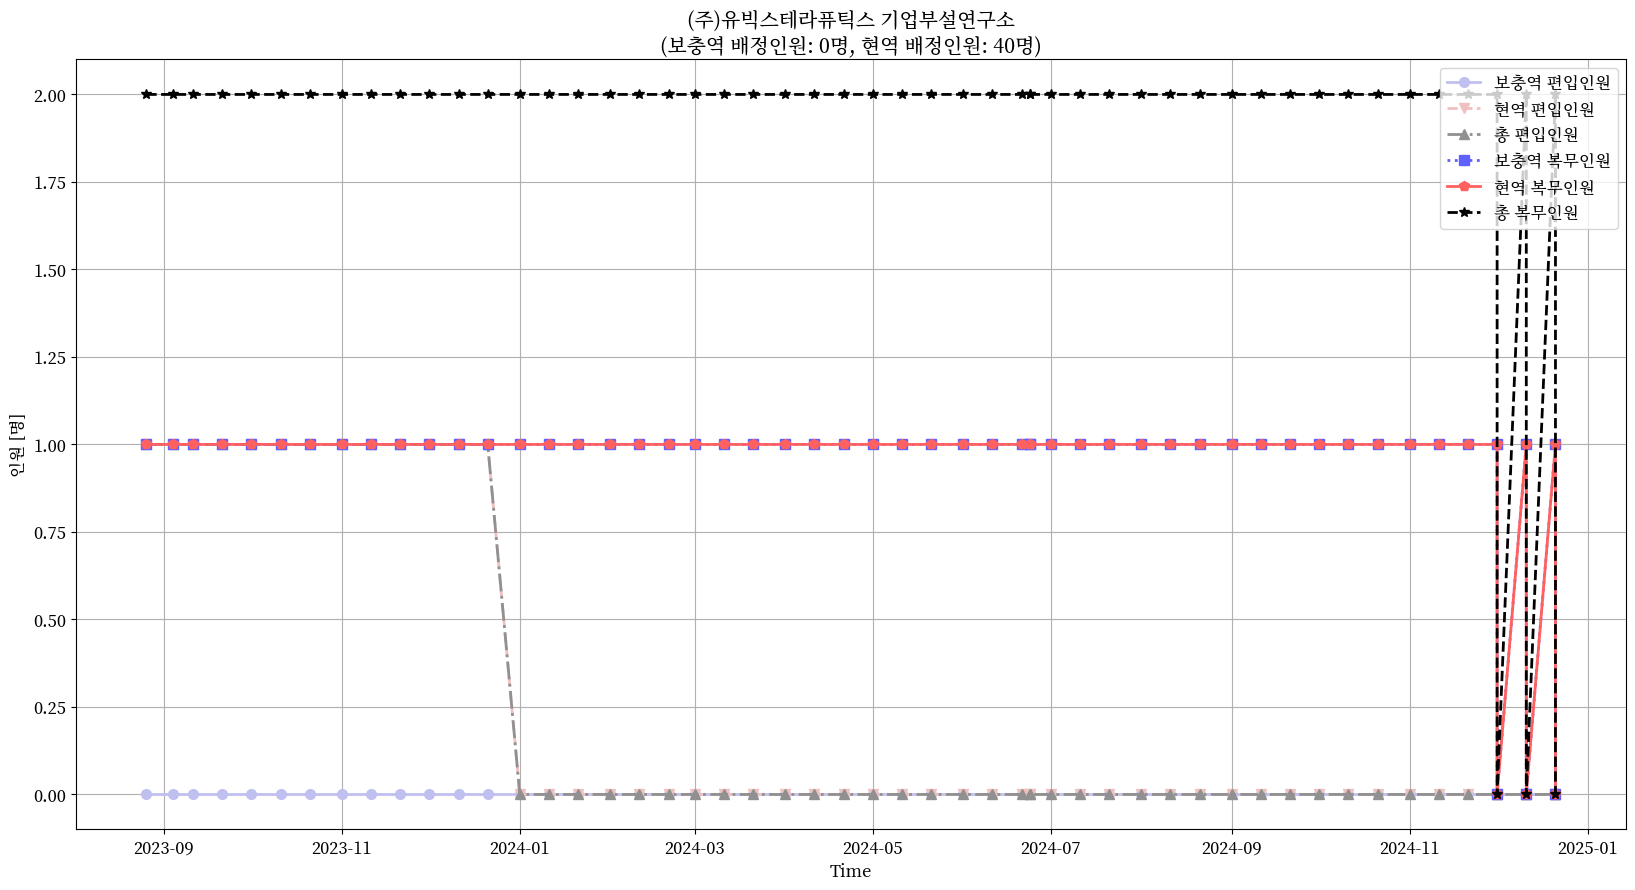 (주)유빅스테라퓨틱스 기업부설연구소
(보충역 배정인원: 0명, 현역 배정인원: 40명)
보충역 편입인원
현역 편입인원
총 편입인원
보충역 복무인원
현역 복무인원
총 복무인원
인원 [명]
2.00
1.75
1.50
1.25
1.00
0.75
0.50
0.25
0.00
2023-09
2023-11
2024-01
2024-03
2024-05
2024-07
2024-09
2024-11
2025-01
Time